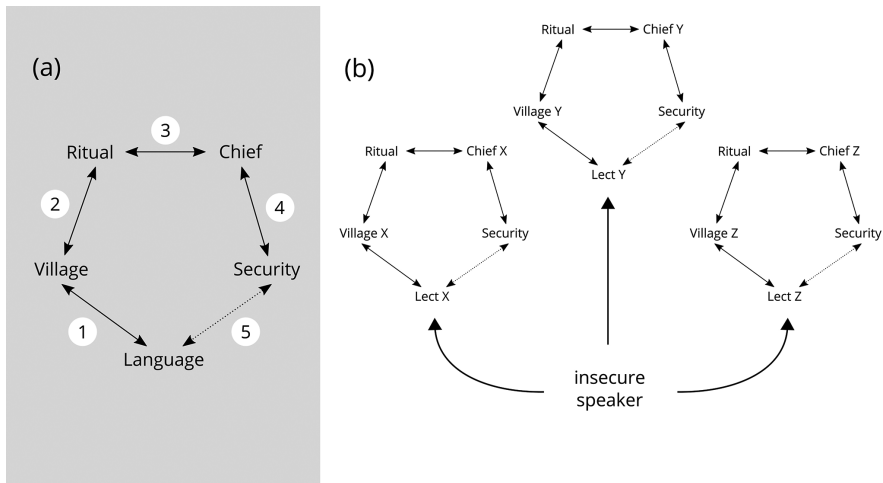 (a)
3
Ritual
Chief
2
4
Village
Security
1
5
Language
(b)
Ritual
Chief Y
Village Y
Security
Lect Y
Ritual
Chief X
Village X
Security
Lect X
Ritual
Chief Z
Village Z
Security
Lect Z
insecure
speaker